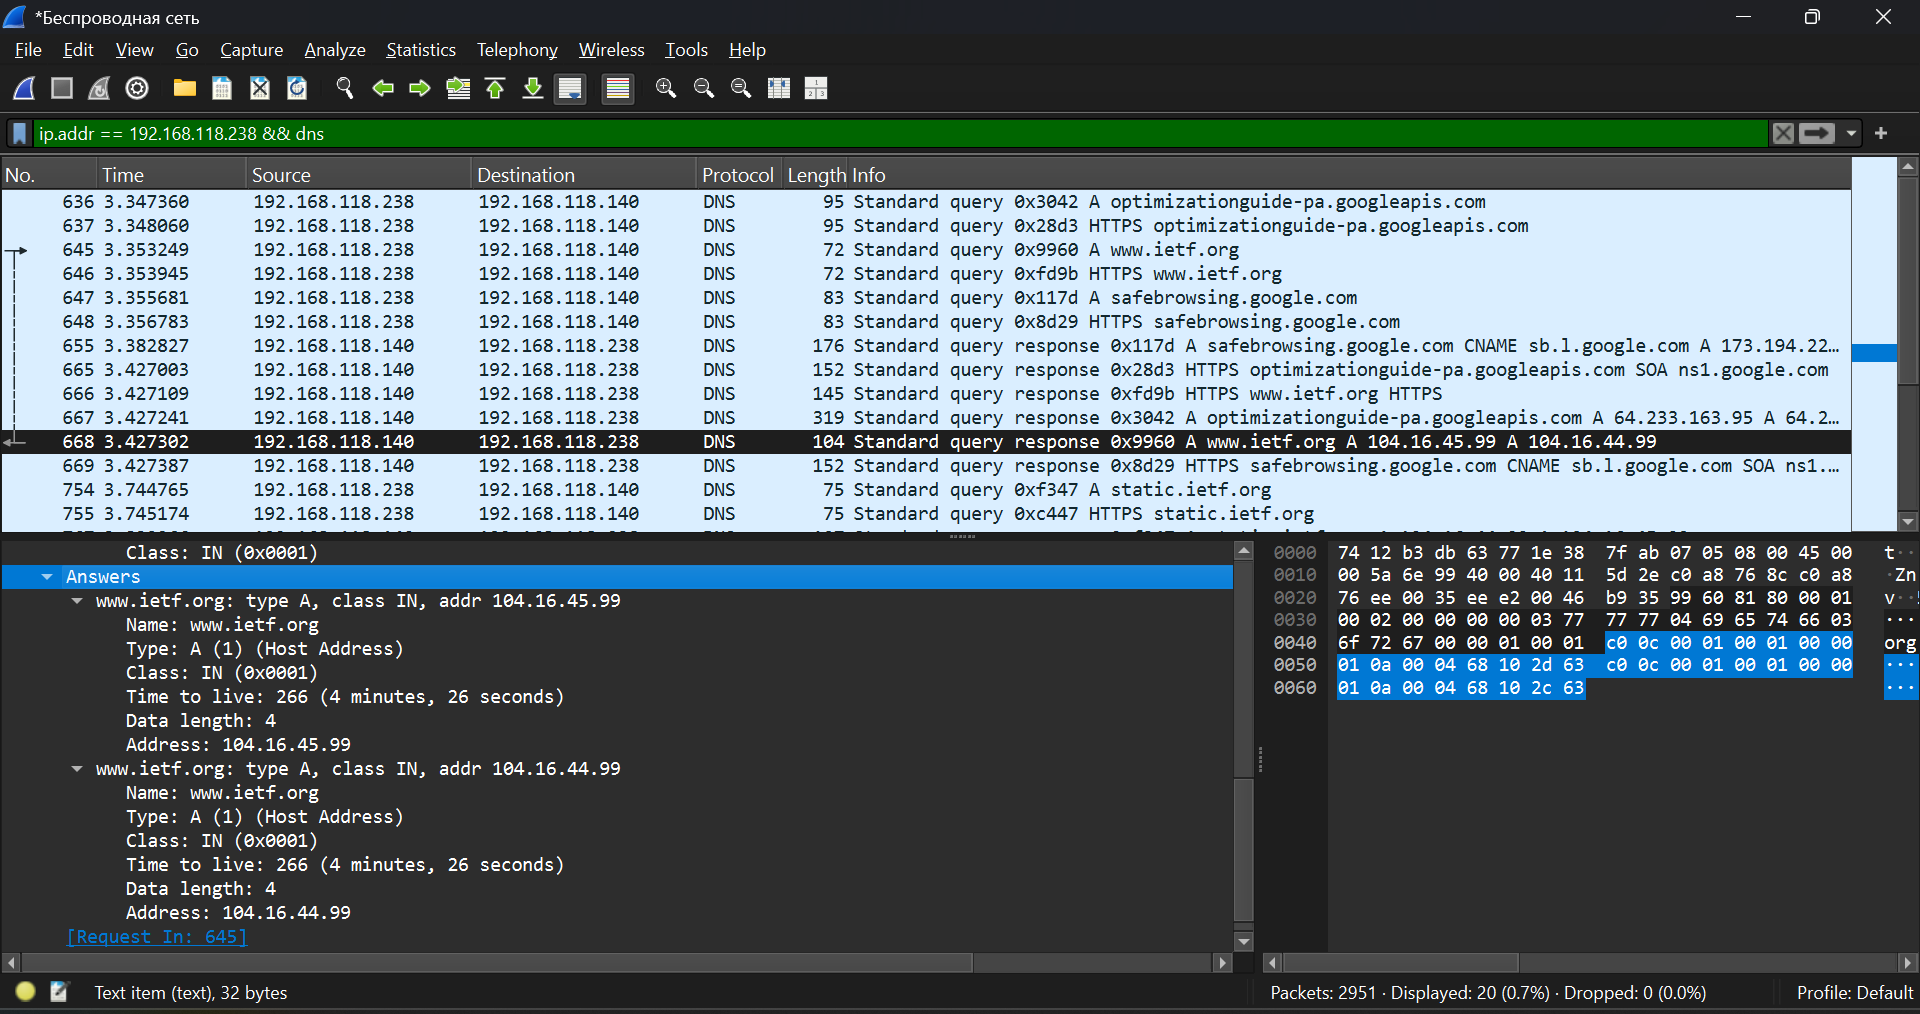 *Беспроводная сеть
File Edit View Go Capture Analyze Statistics Telephony Wireless Tools Help
ip.addr == 192.168.118.238 && dns
No. Time Source Destination Protocol Length Info
636 3.347360 192.168.118.238 192.168.118.140 DNS 95 Standard query 0x3042 A optimizationguide-pa.googleapis.com
637 3.348060 192.168.118.238 192.168.118.140 DNS 95 Standard query 0x28d3 HTTPS optimizationguide-pa.googleapis.com
645 3.353249 192.168.118.238 192.168.118.140 DNS 72 Standard query 0x9960 A www.ietf.org
646 3.353945 192.168.118.238 192.168.118.140 DNS 72 Standard query 0xfd9b HTTPS www.ietf.org
647 3.355681 192.168.118.238 192.168.118.140 DNS 83 Standard query 0x117d A safebrowsing.google.com
648 3.356783 192.168.118.238 192.168.118.140 DNS 83 Standard query 0x8d29 HTTPS safebrowsing.google.com
655 3.382827 192.168.118.140 192.168.118.238 DNS 176 Standard query response 0x117d A safebrowsing.google.com CNAME sb.l.google.com A 173.194.22…
665 3.427003 192.168.118.140 192.168.118.238 DNS 152 Standard query response 0x28d3 HTTPS optimizationguide-pa.googleapis.com SOA ns1.google.com
666 3.427109 192.168.118.140 192.168.118.238 DNS 145 Standard query response 0xfd9b HTTPS www.ietf.org HTTPS
667 3.427241 192.168.118.140 192.168.118.238 DNS 319 Standard query response 0x3042 A optimizationguide-pa.googleapis.com A 64.233.163.95 A 64.2…
668 3.427302 192.168.118.140 192.168.118.238 DNS 104 Standard query response 0x9960 A www.ietf.org A 104.16.45.99 A 104.16.44.99
669 3.427387 192.168.118.140 192.168.118.238 DNS 152 Standard query response 0x8d29 HTTPS safebrowsing.google.com CNAME sb.l.google.com SOA ns1.…
754 3.744765 192.168.118.238 192.168.118.140 DNS 75 Standard query 0xf347 A static.ietf.org
755 3.745174 192.168.118.238 192.168.118.140 DNS 75 Standard query 0xc447 HTTPS static.ietf.org
Class: IN (0x0001)
Answers
www.ietf.org: type A, class IN, addr 104.16.45.99
Name: www.ietf.org
Type: A (1) (Host Address)
Class: IN (0x0001)
Time to live: 266 (4 minutes, 26 seconds)
Data length: 4
Address: 104.16.45.99
www.ietf.org: type A, class IN, addr 104.16.44.99
Name: www.ietf.org
Type: A (1) (Host Address)
Class: IN (0x0001)
Time to live: 266 (4 minutes, 26 seconds)
Data length: 4
Address: 104.16.44.99
[Request In: 645]
0000 74 12 b3 db 63 77 1e 38 7f ab 07 05 08 00 45 00 t··
0010 00 5a 6e 99 40 00 40 11 5d 2e c0 a8 76 8c c0 a8 ·Zn
0020 76 ee 00 35 ee e2 00 46 b9 35 99 60 81 80 00 01 v··
0030 00 02 00 00 00 00 03 77 77 77 04 69 65 74 66 03 ···
0040 6f 72 67 00 00 01 00 01 c0 0c 00 01 00 01 00 00 org
0050 01 0a 00 04 68 10 2d 63 c0 0c 00 01 00 01 00 00 ···
0060 01 0a 00 04 68 10 2c 63 ···
Text item (text), 32 bytes
Packets: 2951 · Displayed: 20 (0.7%) · Dropped: 0 (0.0%)
Profile: Default